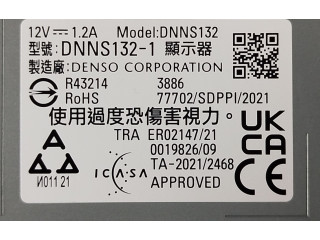 12V⎓ 1.2A Model:DNNS132
型號: DNNS132-1 顯示器
製造廠: DENSO CORPORATION
R43214 3886
RoHS 77702/SDPPI/2021
使用過度恐傷害視力。
TRA ER02147/21
0019826/09
ICASA TA-2021/2468
APPROVED
И011 21
UK
CA